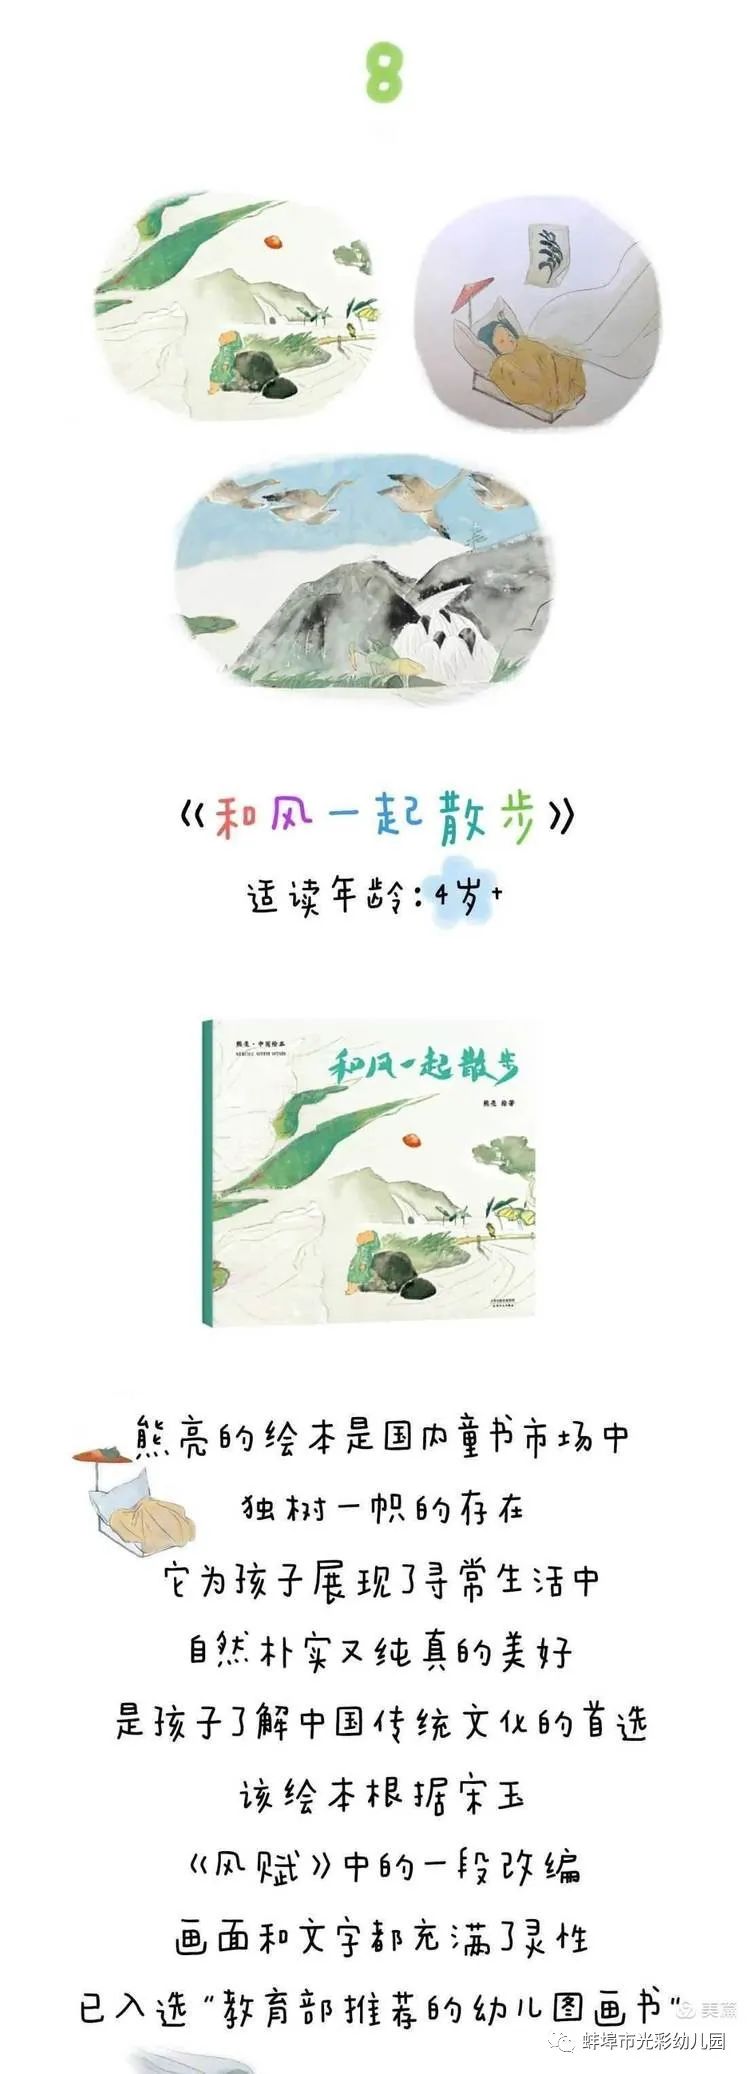 8
《和风一起散步》
适读年龄:4岁+
熊亮·中国绘本
和风一起散步
熊亮 绘著
熊亮的绘本是国内童书市场中
独树一帜的存在
它为孩子展现了寻常生活中
自然朴实又纯真的美好
是孩子了解中国传统文化的首选
该绘本根据宋玉
《风赋》中的一段改编
画面和文字都充满了灵性
已入选“教育部推荐的幼儿图画书”
美篇
蚌埠市光彩幼儿园